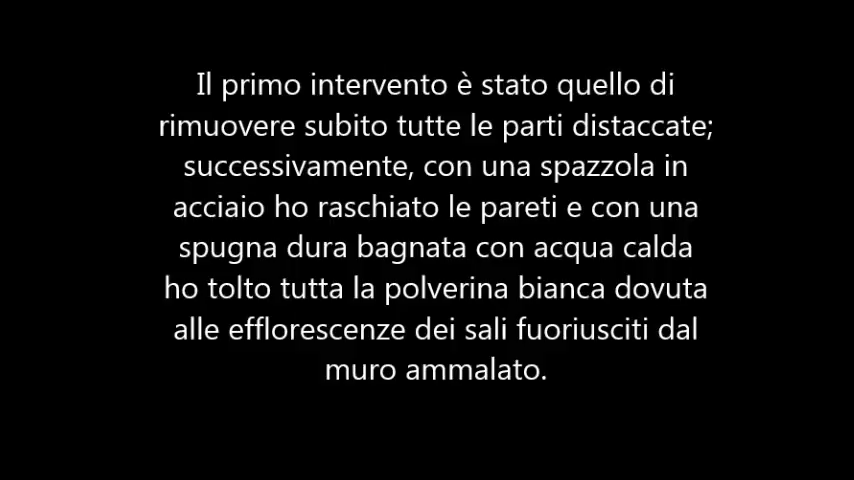 Il primo intervento è stato quello di
rimuovere subito tutte le parti distaccate;
successivamente, con una spazzola in
acciaio ho raschiato le pareti e con una
spugna dura bagnata con acqua calda
ho tolto tutta la polverina bianca dovuta
alle efflorescenze dei sali fuoriusciti dal
muro ammalato.